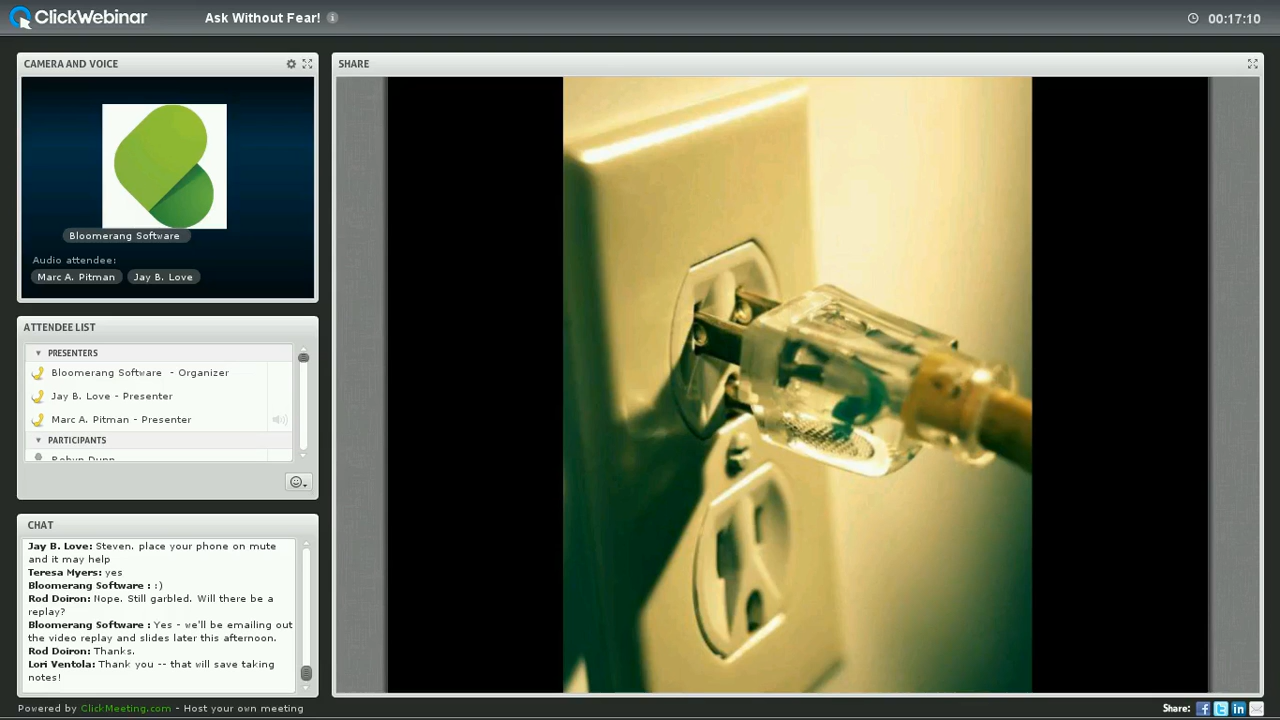 ClickWebinar
Ask Without Fear!
00:17:10
CAMERA AND VOICE
Bloomerang Software
Audio attendee:
Marc A. Pitman
Jay B. Love
ATTENDEE LIST
PRESENTERS
Bloomerang Software - Organizer
Jay B. Love - Presenter
Marc A. Pitman - Presenter
PARTICIPANTS
Robyn Dunn
CHAT
Jay B. Love: Steven. place your phone on mute
and it may help
Teresa Myers: yes
Bloomerang Software : :)
Rod Doiron: Nope. Still garbled. Will there be a
replay?
Bloomerang Software : Yes - we'll be emailing out
the video replay and slides later this afternoon.
Rod Doiron: Thanks.
Lori Ventola: Thank you -- that will save taking
notes!
SHARE
Powered by ClickMeeting.com - Host your own meeting
Share: